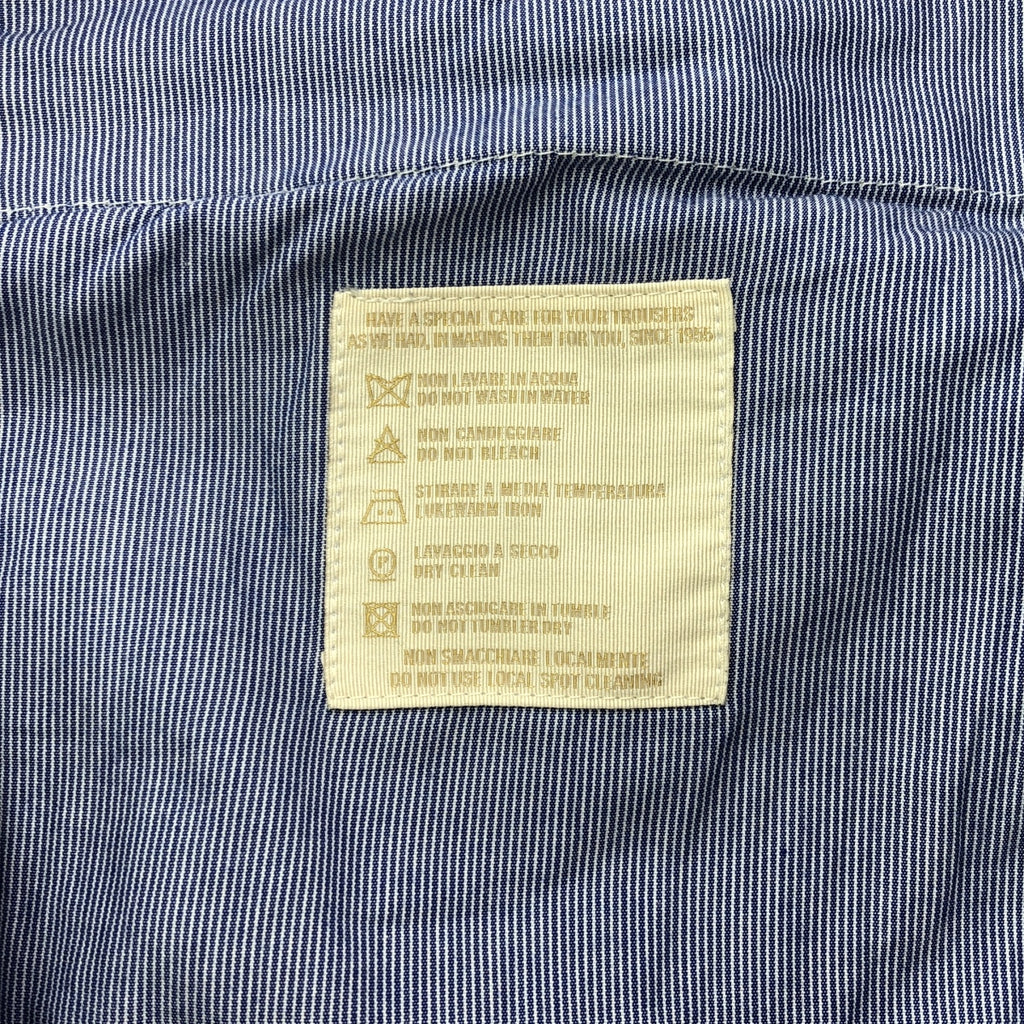 HAVE A SPECIAL CARE FOR YOUR TROUSERS
AS WE HAD, IN MAKING THEM FOR YOU, SINCE 1956
NON LAVARE IN ACQUA
DO NOT WASH IN WATER
NON CANDEGGIARE
DO NOT BLEACH
STIRARE A MEDIA TEMPERATURA
LUKEWARM IRON
P
LAVAGGIO A SECCO
DRY CLEAN
NON ASCIUGARE IN TUMBLE
DO NOT TUMBLER DRY
NON SMACCHIARE LOCALMENTE
DO NOT USE LOCAL SPOT CLEANING